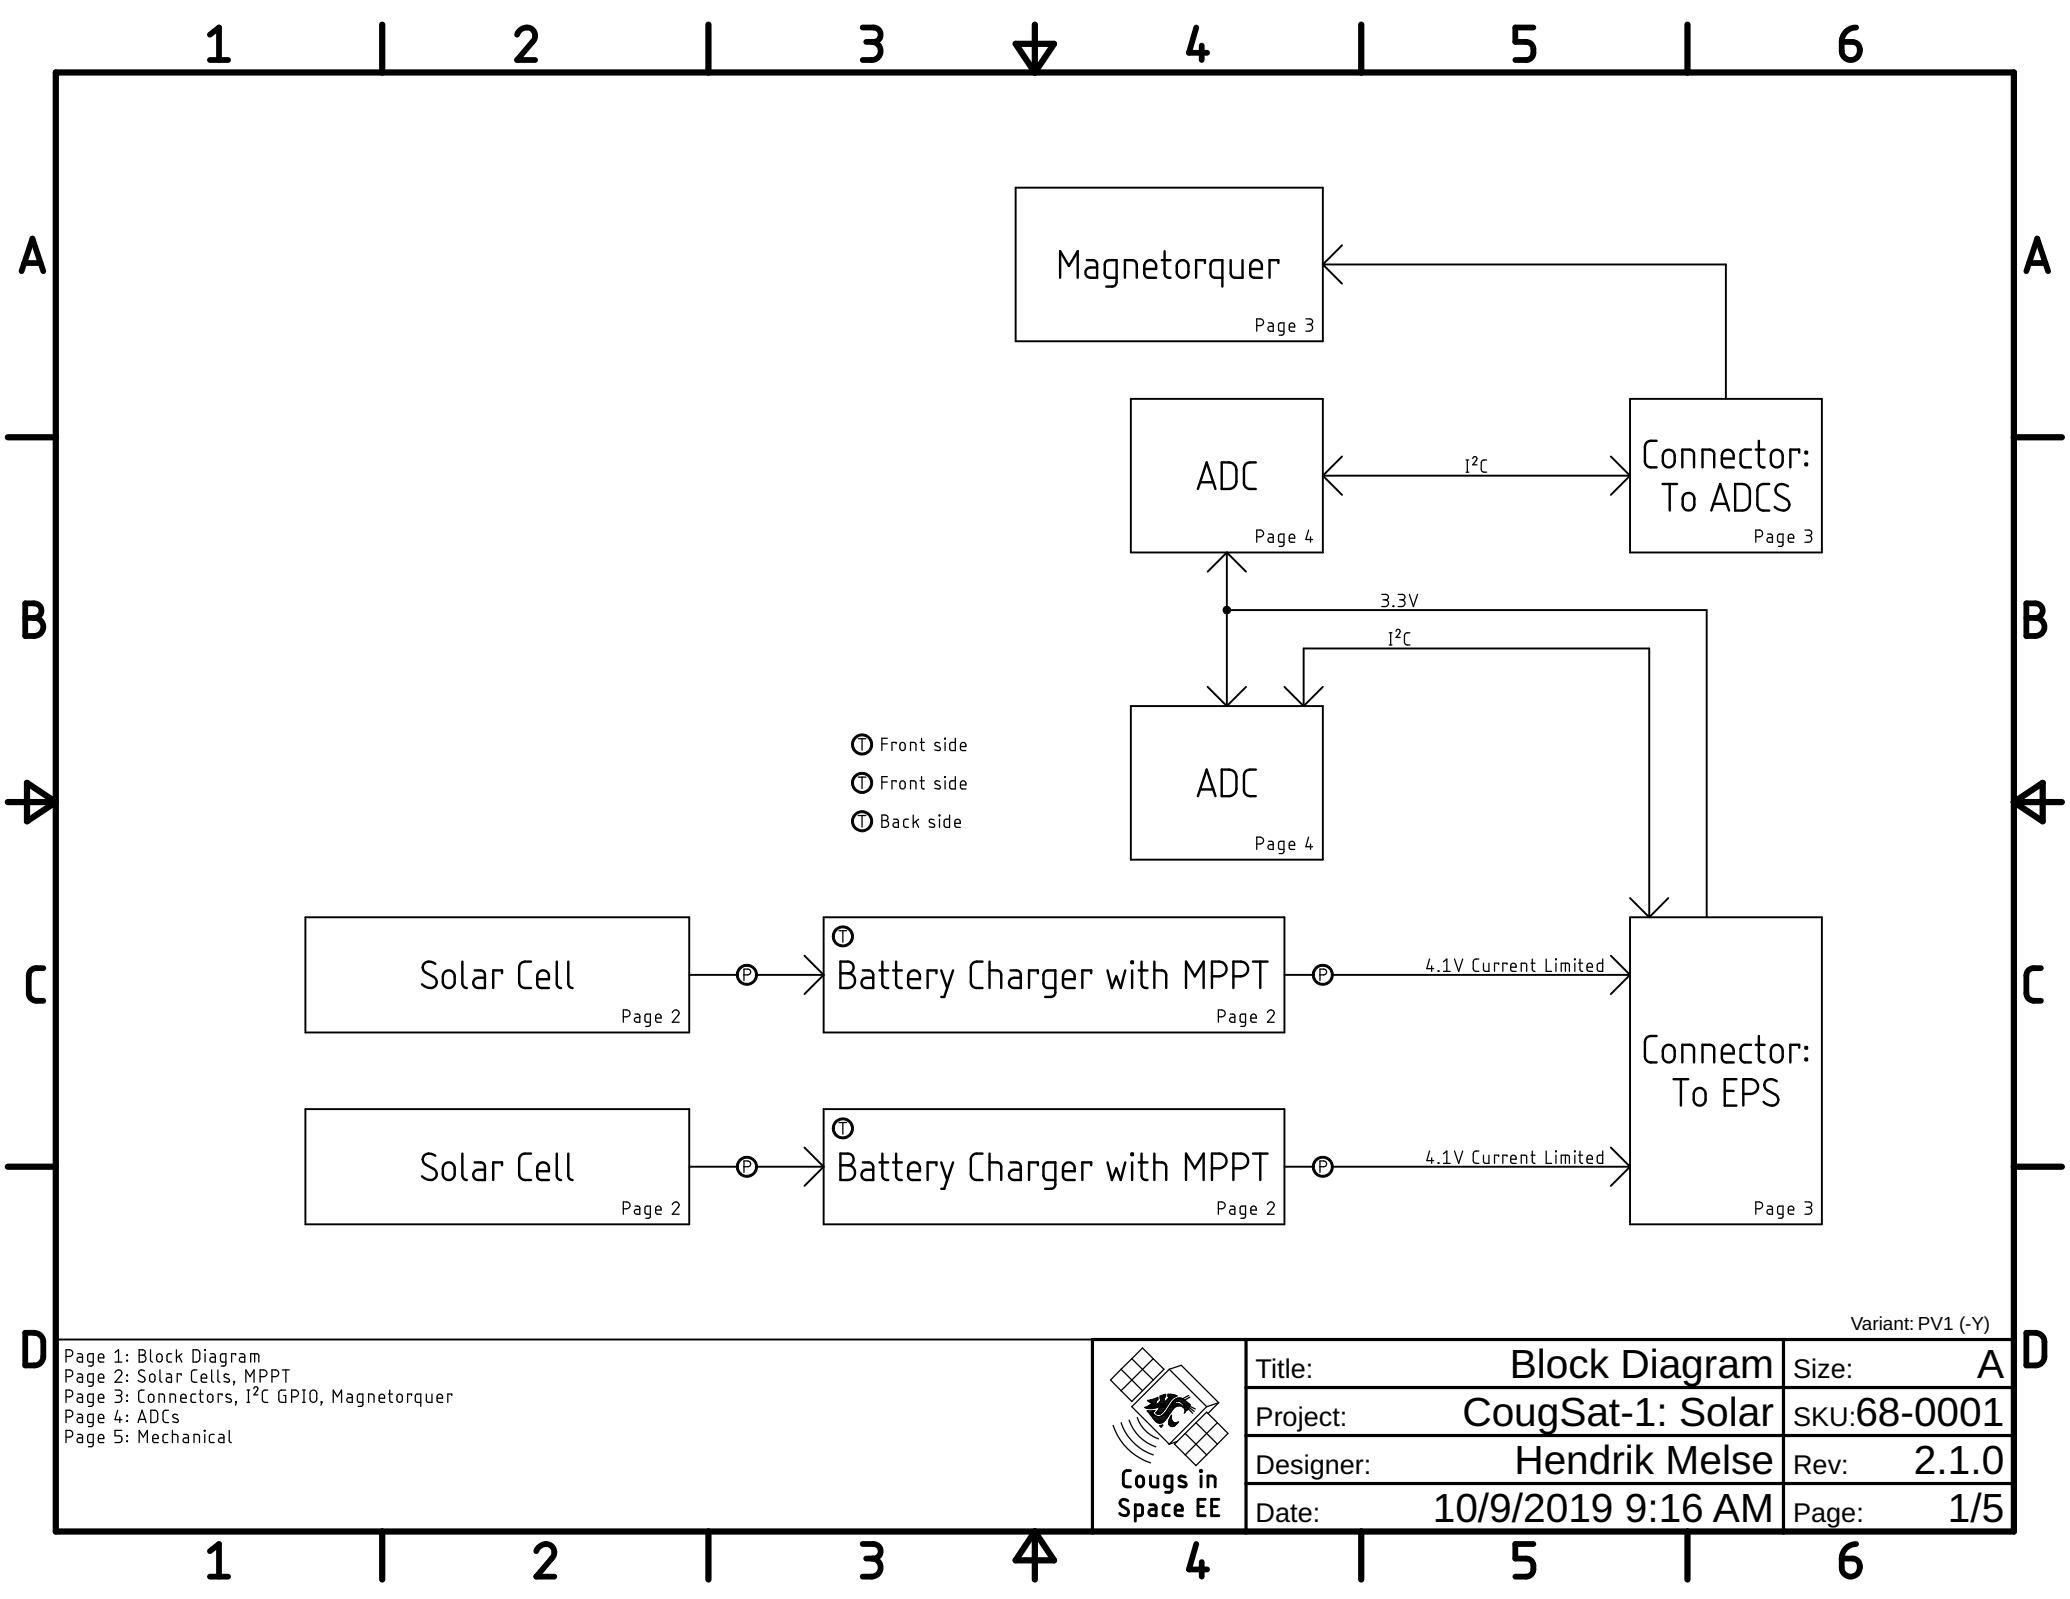 1 2 3 4 5 6
A A
Magnetorquer
Page 3
ADC
Page 4
I²C
Connector:
To ADCS
Page 3
B B
3.3V
I²C
T Front side
T Front side
T Back side
ADC
Page 4
C C
Solar Cell
Page 2
P
T
Battery Charger with MPPT
Page 2
P
4.1V Current Limited
Connector:
To EPS
Page 3
Solar Cell
Page 2
P
T
Battery Charger with MPPT
Page 2
P
4.1V Current Limited
Variant: PV1 (-Y)
D D
Page 1: Block Diagram
Page 2: Solar Cells, MPPT
Page 3: Connectors, I²C GPIO, Magnetorquer
Page 4: ADCs
Page 5: Mechanical
Cougs in
Space EE
Title: Block Diagram Size: A
Project: CougSat-1: Solar SKU:68-0001
Designer: Hendrik Melse Rev: 2.1.0
Date: 10/9/2019 9:16 AM Page: 1/5
1 2 3 4 5 6